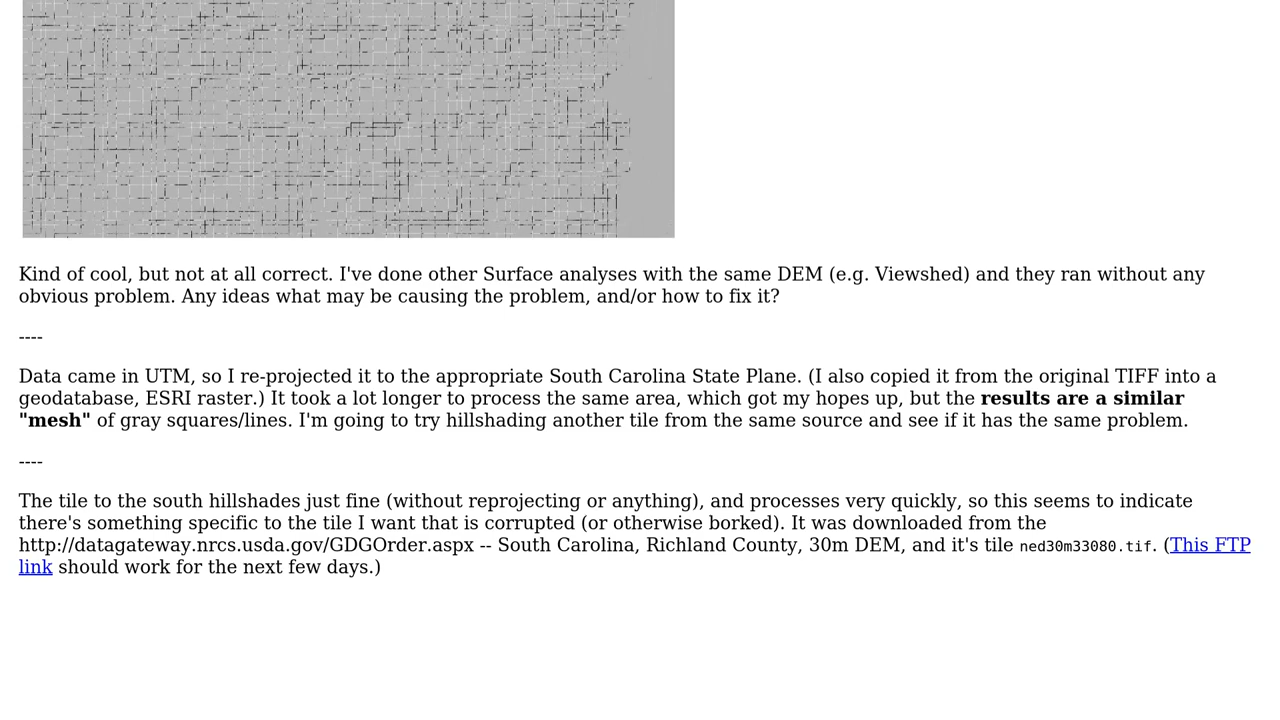 Kind of cool, but not at all correct. I've done other Surface analyses with the same DEM (e.g. Viewshed) and they ran without any
obvious problem. Any ideas what may be causing the problem, and/or how to fix it?
----
Data came in UTM, so I re-projected it to the appropriate South Carolina State Plane. (I also copied it from the original TIFF into a
geodatabase, ESRI raster.) It took a lot longer to process the same area, which got my hopes up, but the results are a similar
"mesh" of gray squares/lines. I'm going to try hillshading another tile from the same source and see if it has the same problem.
----
The tile to the south hillshades just fine (without reprojecting or anything), and processes very quickly, so this seems to indicate
there's something specific to the tile I want that is corrupted (or otherwise borked). It was downloaded from the
http://datagateway.nrcs.usda.gov/GDGOrder.aspx -- South Carolina, Richland County, 30m DEM, and it's tile ned30m33080.tif. (This FTP
link should work for the next few days.)